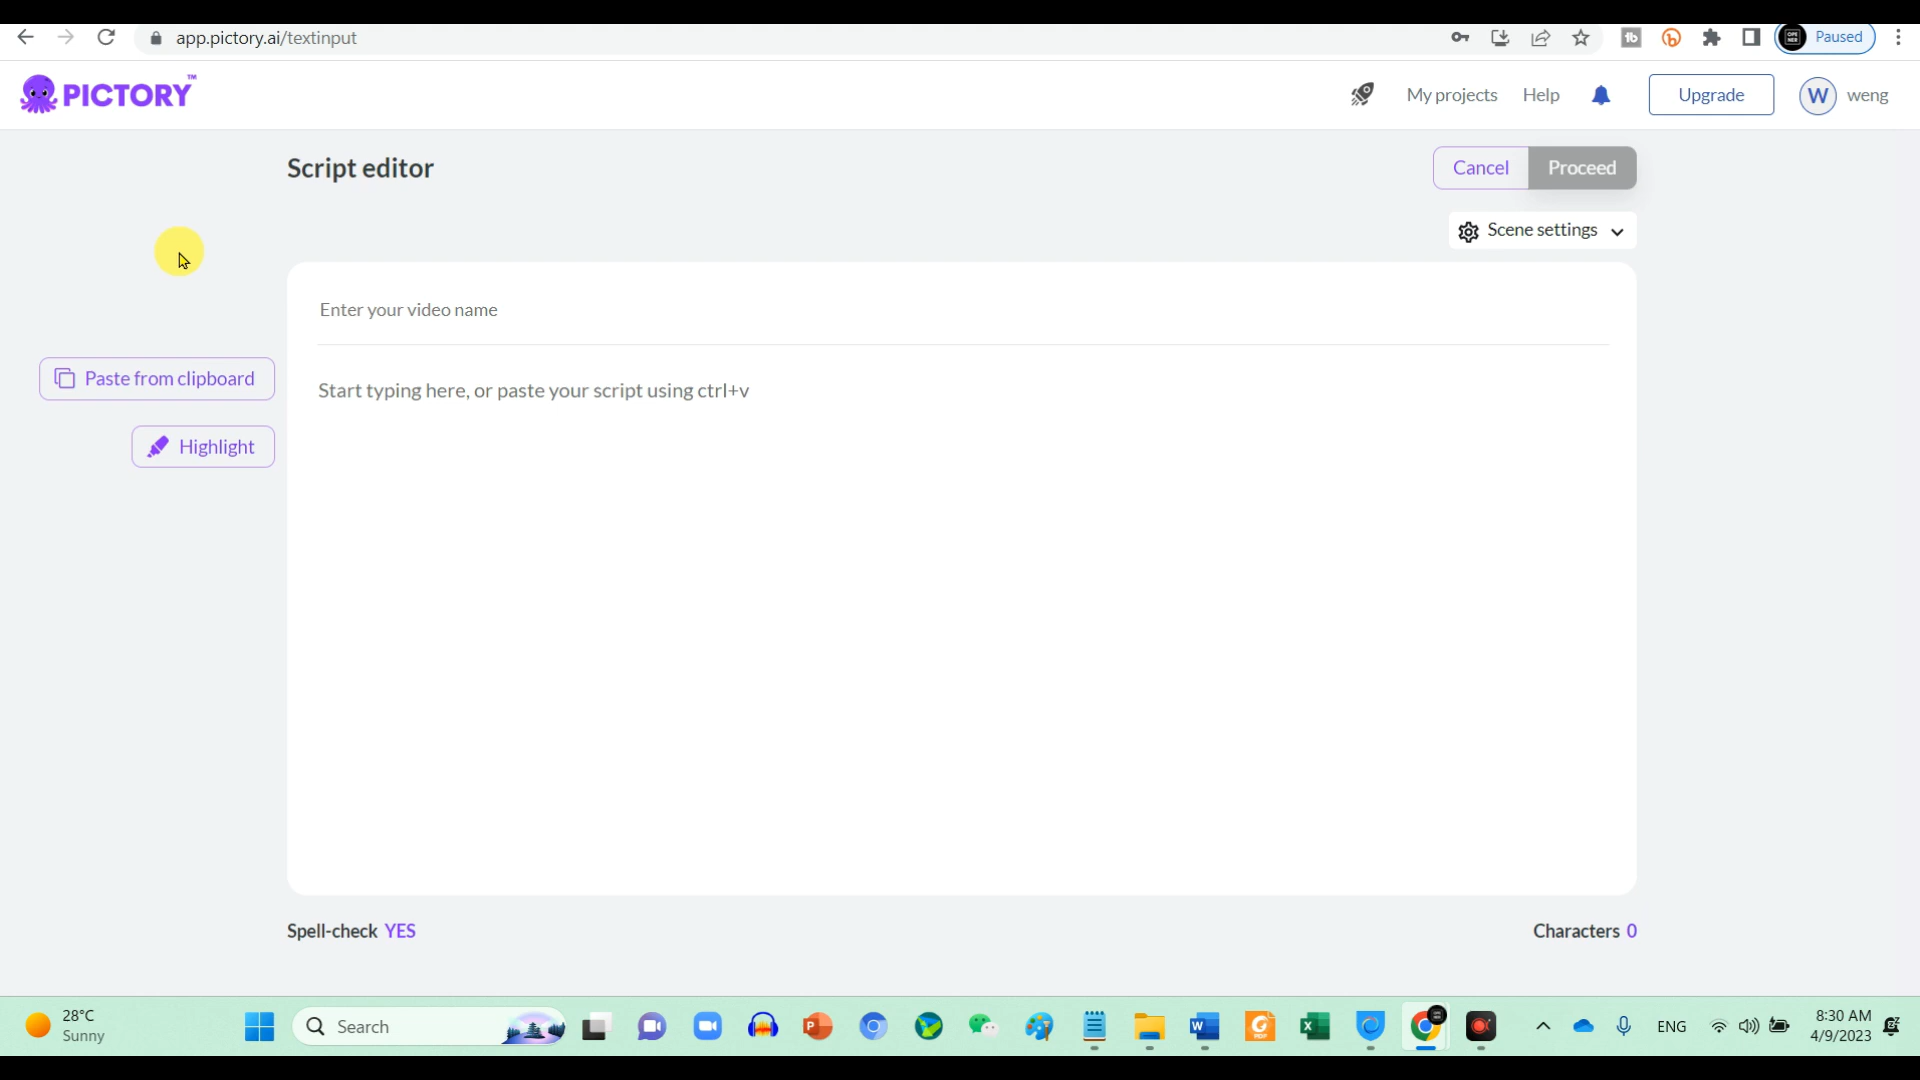 app.pictory.ai/textinput
Paused
PICTORY™
My projects
Help
Upgrade
W
weng
Script editor
Cancel
Proceed
Scene settings
Enter your video name
Paste from clipboard
Start typing here, or paste your script using ctrl+v
Highlight
Spell-check YES
Characters 0
28°C
Sunny
Search
ENG
8:30 AM
4/9/2023